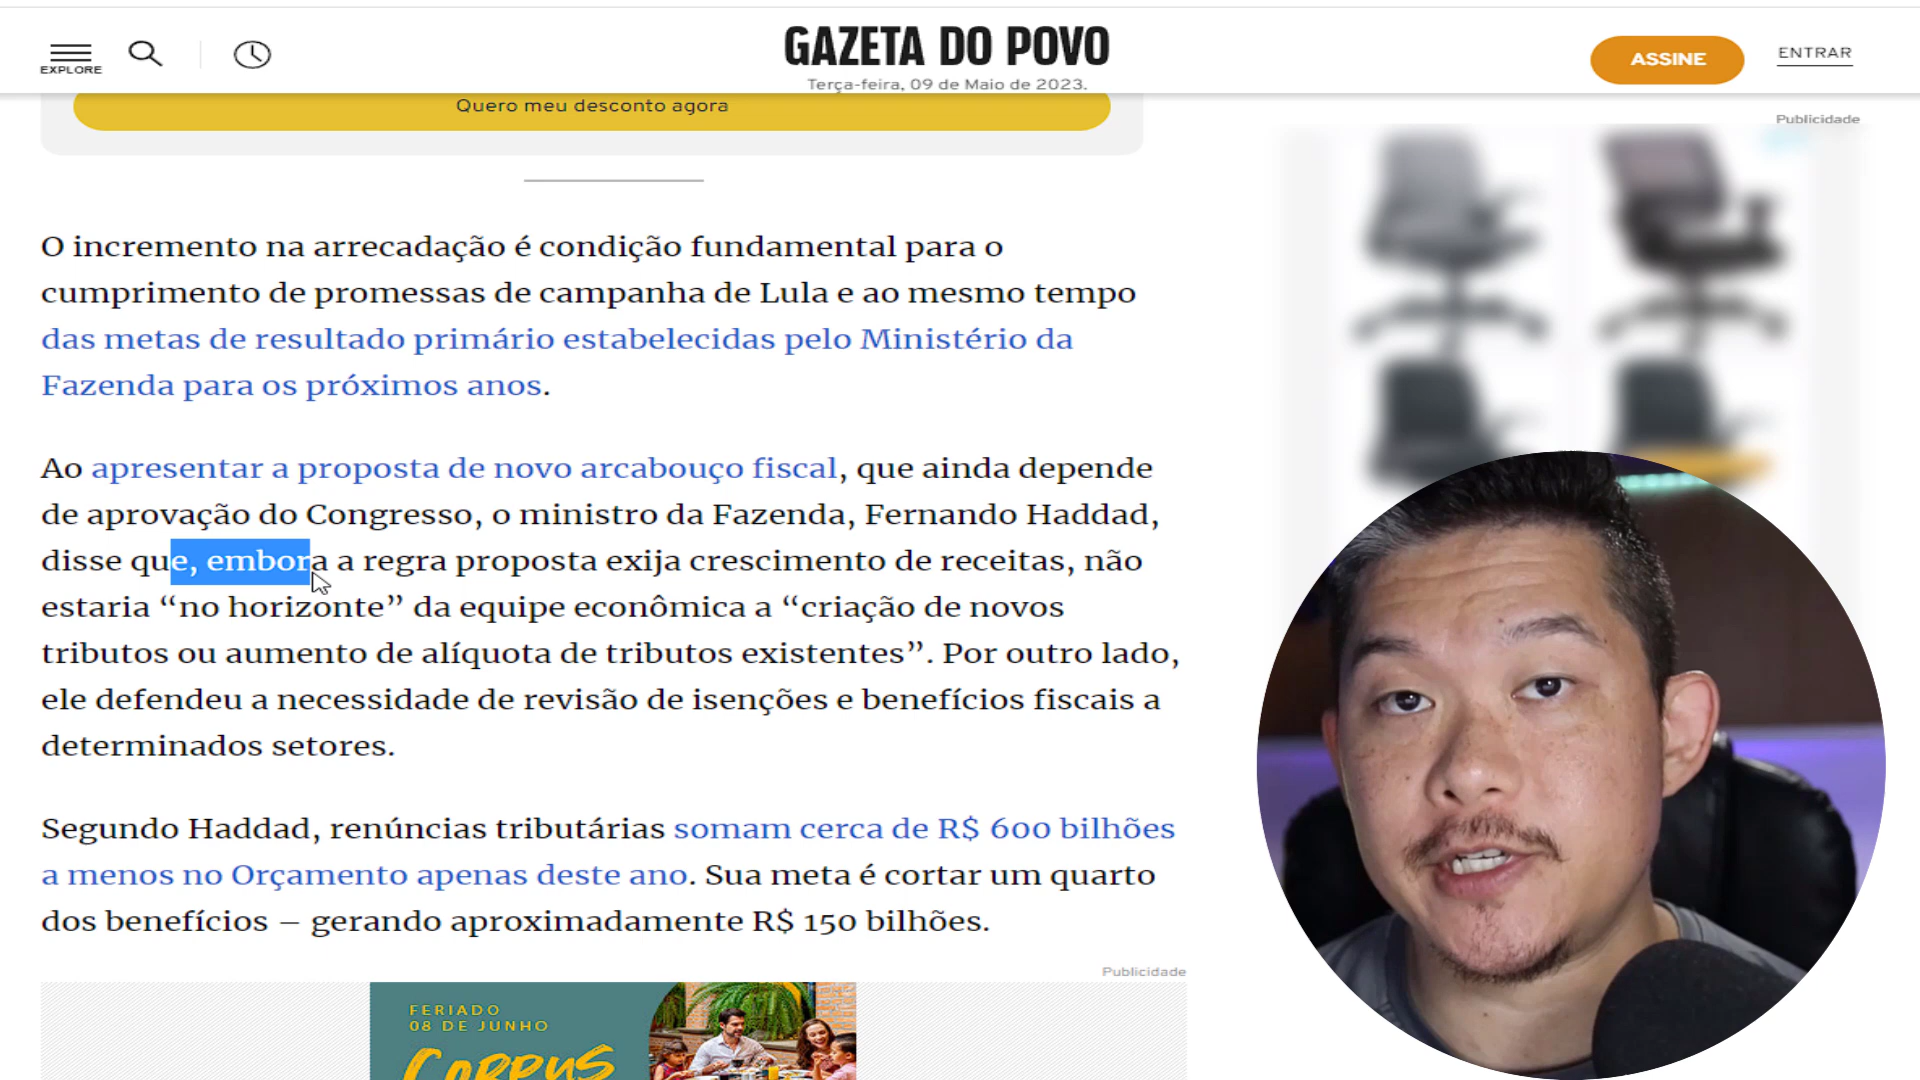 EXPLORE
GAZETA DO POVO
Terça-feira, 09 de Maio de 2023.
ASSINE
ENTRAR
Quero meu desconto agora
Publicidade
O incremento na arrecadação é condição fundamental para o
cumprimento de promessas de campanha de Lula e ao mesmo tempo
das metas de resultado primário estabelecidas pelo Ministério da
Fazenda para os próximos anos.
Ao apresentar a proposta de novo arcabouço fiscal, que ainda depende
de aprovação do Congresso, o ministro da Fazenda, Fernando Haddad,
disse que, embora a regra proposta exija crescimento de receitas, não
estaria “no horizonte” da equipe econômica a “criação de novos
tributos ou aumento de alíquota de tributos existentes”. Por outro lado,
ele defendeu a necessidade de revisão de isenções e benefícios fiscais a
determinados setores.
Segundo Haddad, renúncias tributárias somam cerca de R$ 600 bilhões
a menos no Orçamento apenas deste ano. Sua meta é cortar um quarto
dos benefícios – gerando aproximadamente R$ 150 bilhões.
Publicidade
FERIADO
08 DE JUNHO
CORPUS